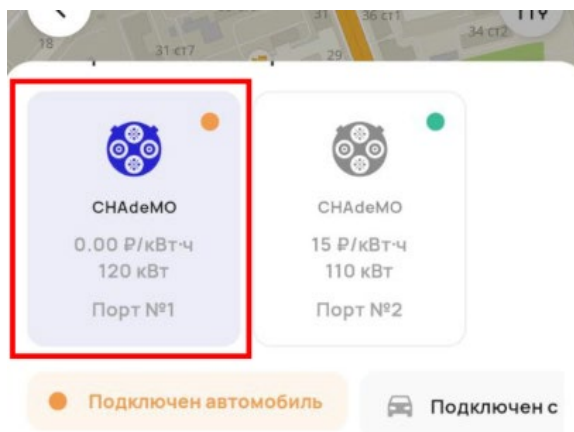 31
36 ст1
34 ст2
18
31 ст7
29
CHAdeMO
0.00 ₽/кВт·ч
120 кВт
Порт №1
CHAdeMO
15 ₽/кВт·ч
110 кВт
Порт №2
Подключен автомобиль
Подключен с